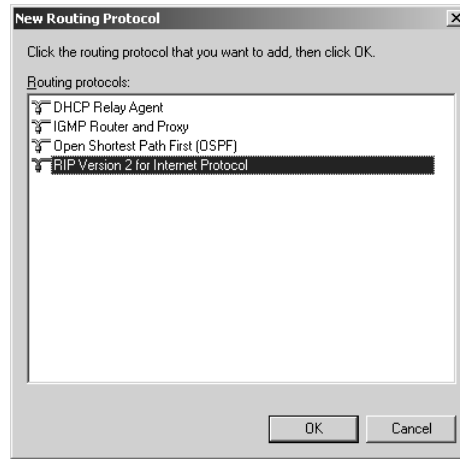 New Routing Protocol
Click the routing protocol that you want to add, then click OK.
Routing protocols:
DHCP Relay Agent
IGMP Router and Proxy
Open Shortest Path First (OSPF)
RIP Version 2 for Internet Protocol
OK Cancel